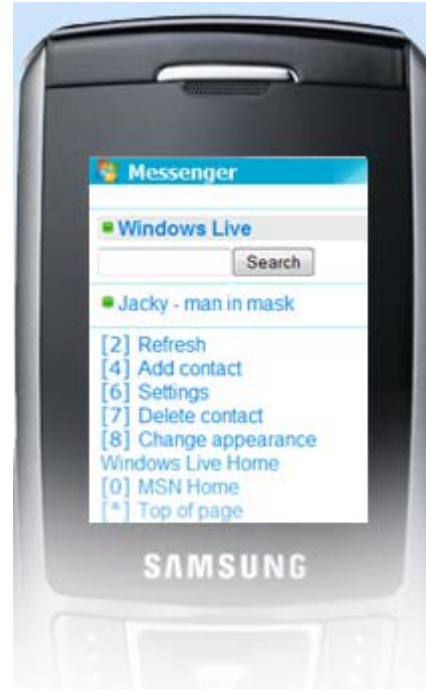 Messenger
Windows Live
Search
Jacky - man in mask
[2] Refresh
[4] Add contact
[6] Settings
[7] Delete contact
[8] Change appearance
Windows Live Home
[0] MSN Home
[*] Top of page
SAMSUNG